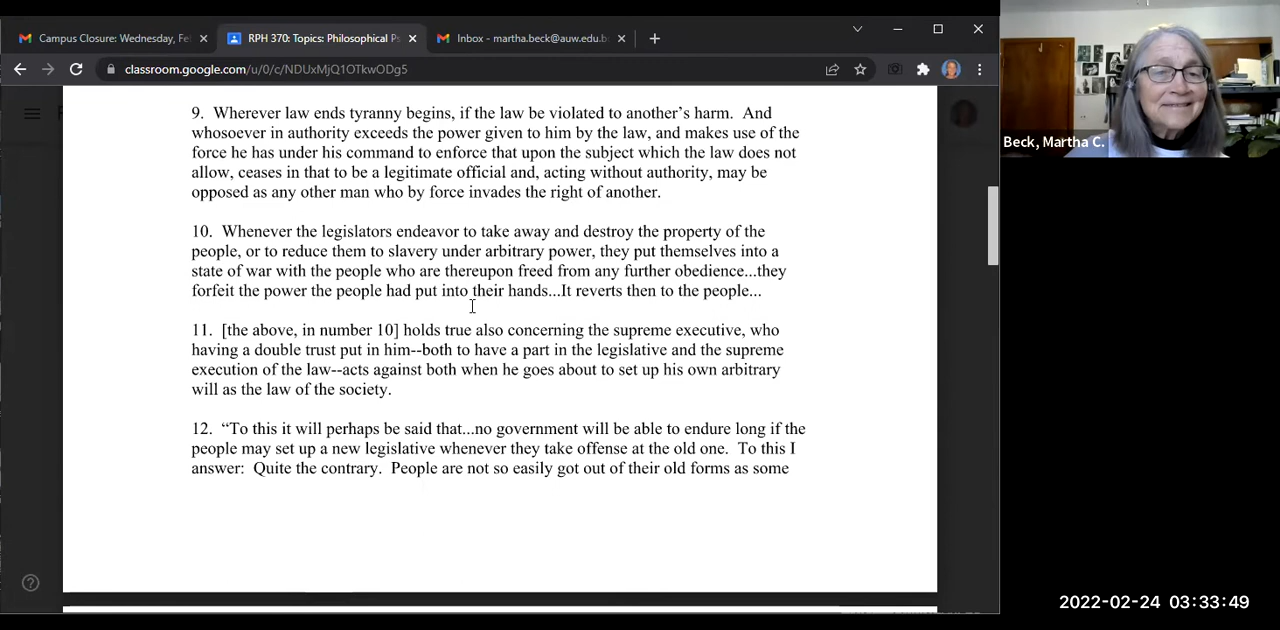 Campus Closure: Wednesday, Fe
RPH 370: Topics: Philosophical Ps
Inbox - martha.beck@auw.edu.b
classroom.google.com/u/0/c/NDUxMjQ1OTkwODg5
9. Wherever law ends tyranny begins, if the law be violated to another's harm. And
whosoever in authority exceeds the power given to him by the law, and makes use of the
force he has under his command to enforce that upon the subject which the law does not
allow, ceases in that to be a legitimate official and, acting without authority, may be
opposed as any other man who by force invades the right of another.
10. Whenever the legislators endeavor to take away and destroy the property of the
people, or to reduce them to slavery under arbitrary power, they put themselves into a
state of war with the people who are thereupon freed from any further obedience...they
forfeit the power the people had put into their hands...It reverts then to the people...
11. [the above, in number 10] holds true also concerning the supreme executive, who
having a double trust put in him--both to have a part in the legislative and the supreme
execution of the law--acts against both when he goes about to set up his own arbitrary
will as the law of the society.
12. “To this it will perhaps be said that...no government will be able to endure long if the
people may set up a new legislative whenever they take offense at the old one. To this I
answer: Quite the contrary. People are not so easily got out of their old forms as some
Beck, Martha C.
2022-02-24 03:33:49